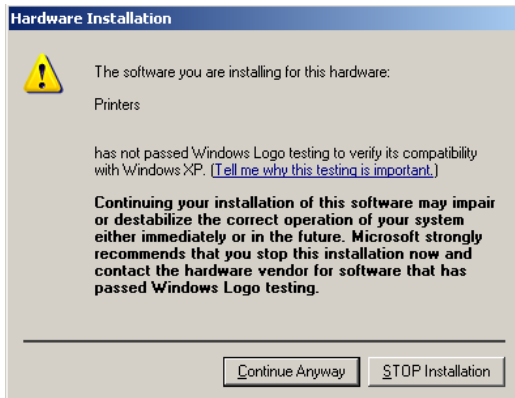 Hardware Installation
The software you are installing for this hardware:
Printers
has not passed Windows Logo testing to verify its compatibility
with Windows XP. (Tell me why this testing is important.)
Continuing your installation of this software may impair
or destabilize the correct operation of your system
either immediately or in the future. Microsoft strongly
recommends that you stop this installation now and
contact the hardware vendor for software that has
passed Windows Logo testing.
Continue Anyway
STOP Installation